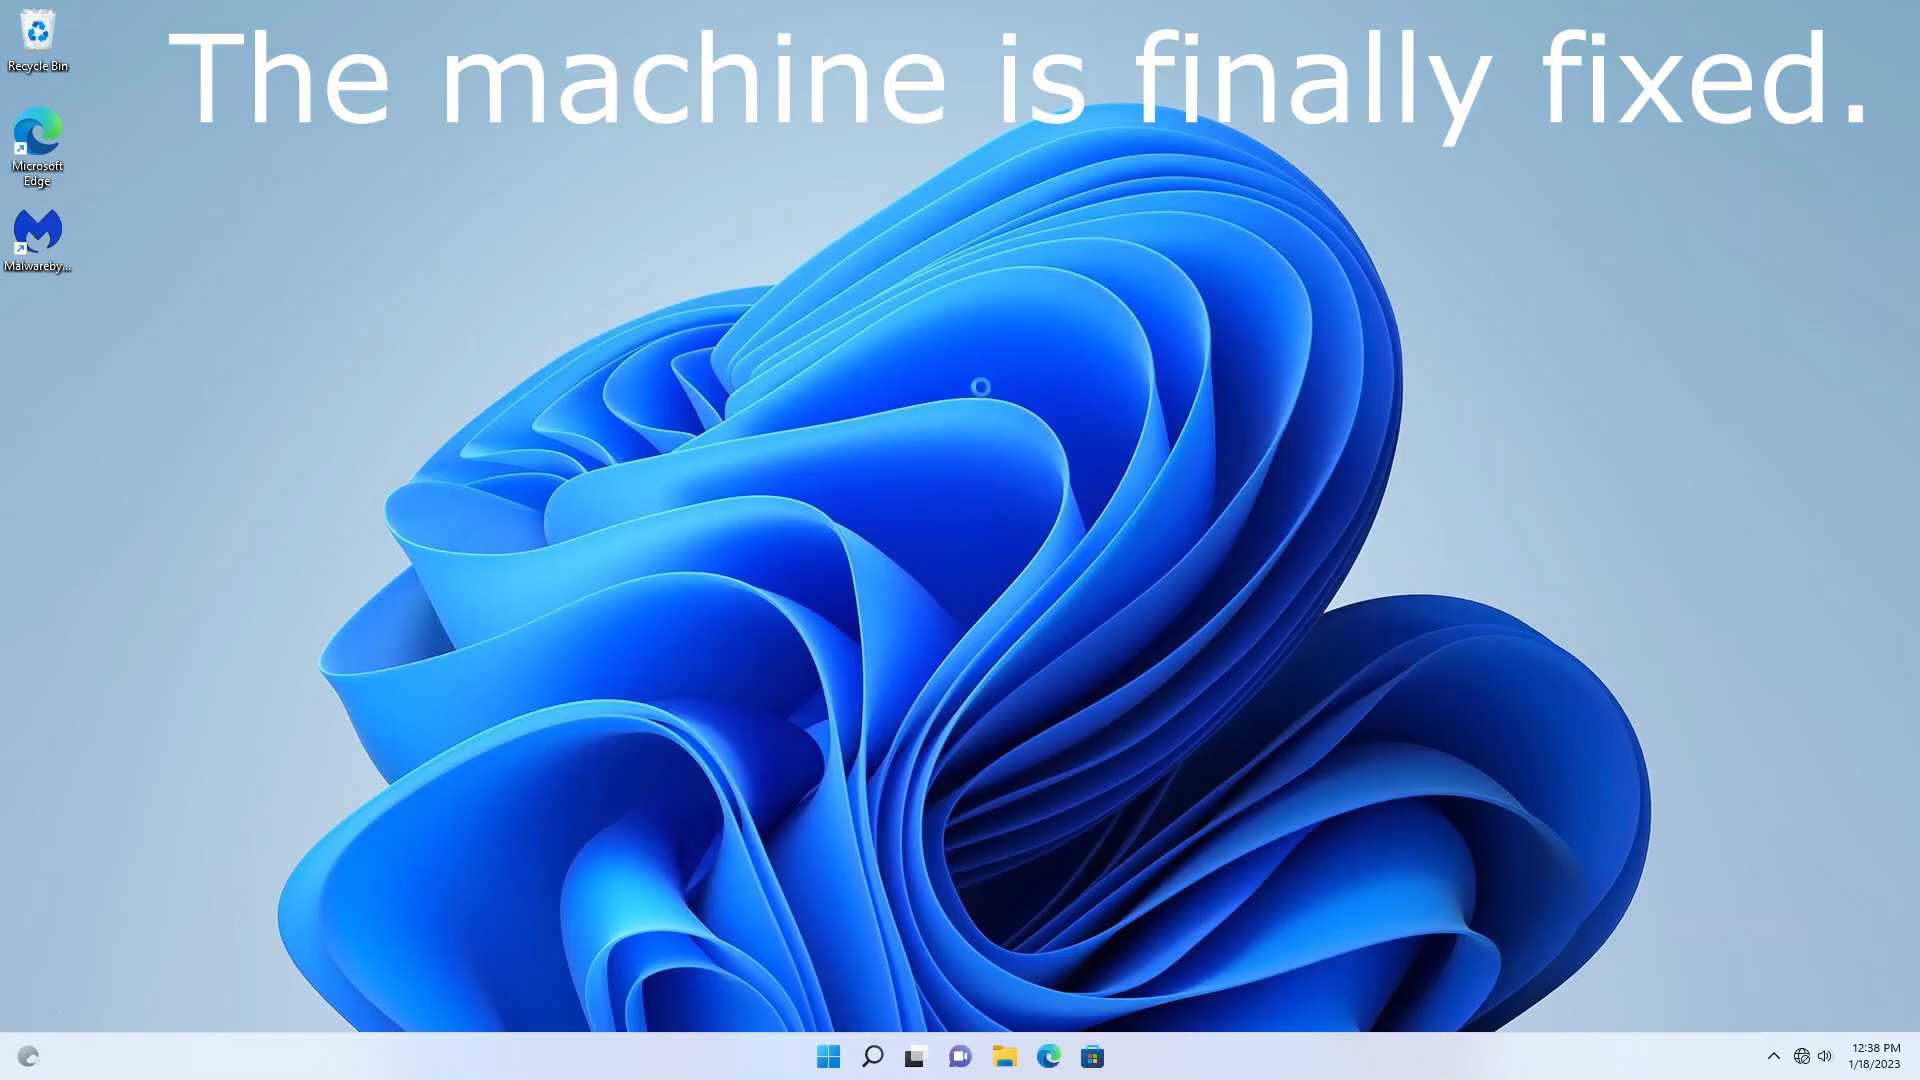 The machine is finally fixed.
Recycle Bin
Microsoft
Edge
Malwareby...
12:38 PM
1/18/2023